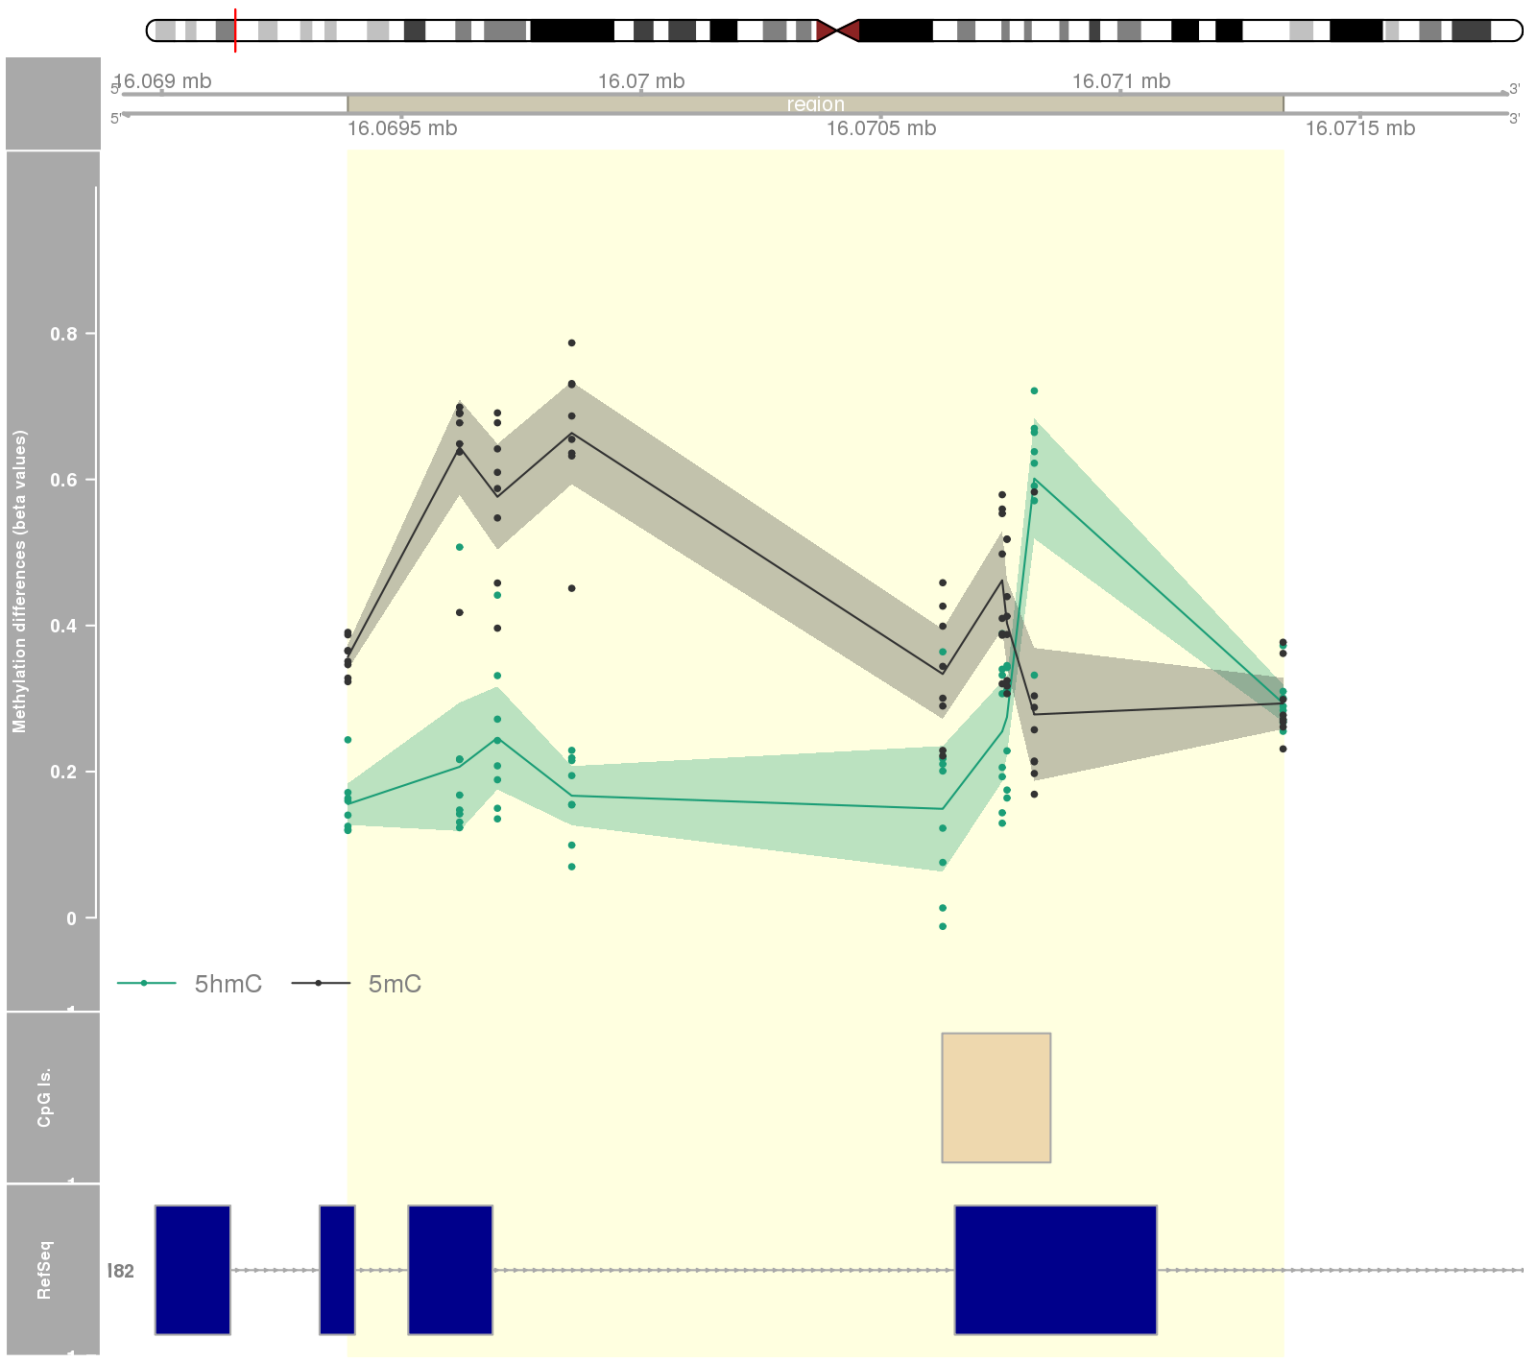 16.069 mb 16.07 mb 16.071 mb
5' 3'
region
5' 3'
16.0695 mb 16.0705 mb 16.0715 mb
Methylation differences (beta values)
0.8
0.6
0.4
0.2
0
5hmC 5mC
CpG Is.
RefSeq
I82